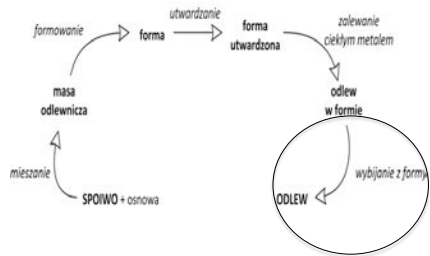 formowanie
forma
utwardzanie
forma
utwardzona
zalewanie
ciekłym metalem
masa
odlewnicza
odlew
w formie
mieszanie
SPOIWO + osnowa
ODLEW
wybijanie z formy